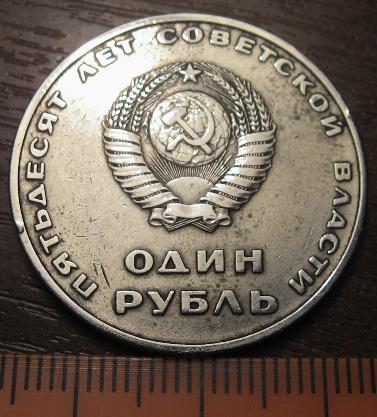 ПЯТЬДЕСЯТ ЛЕТ СОВЕТСКОЙ ВЛАСТИ
ОДИН
РУБЛЬ